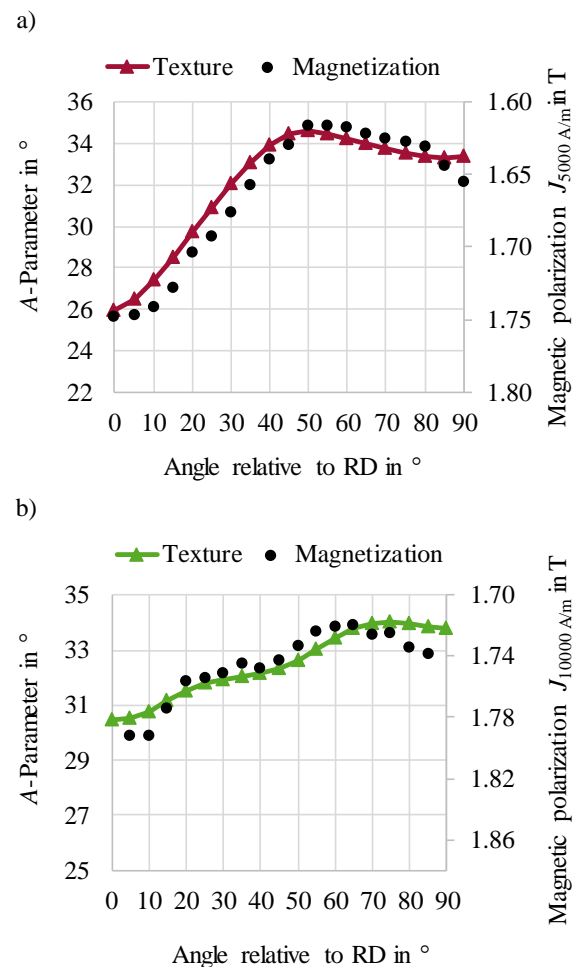 a)
Texture Magnetization
36 1.60
34
32 1.65
30 1.70
28
26 1.75
24
22 1.80
0 10 20 30 40 50 60 70 80 90
Angle relative to RD in °
A-Parameter in °
Magnetic polarization J5000 A/m in T
b)
Texture Magnetization
35 1.70
33 1.74
31 1.78
29 1.82
27 1.86
25
0 10 20 30 40 50 60 70 80 90
Angle relative to RD in °
A-Parameter in °
Magnetic polarization J10000 A/m in T